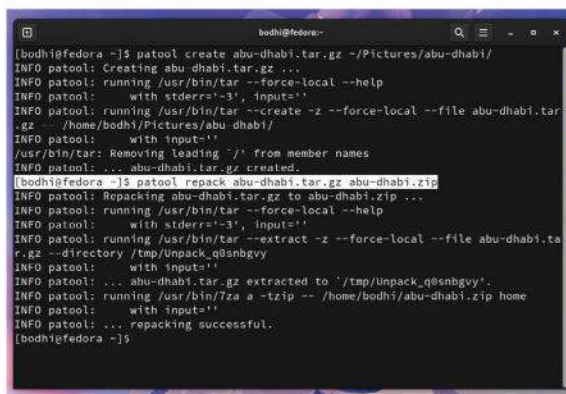 bodhi@fedora:~
[bodhi@fedora ~]$ patool create abu-dhabi.tar.gz ~/Pictures/abu-dhabi/
INFO patool: Creating abu-dhabi.tar.gz ...
INFO patool: running /usr/bin/tar --force-local --help
INFO patool:     with stderr='-3', input=''
INFO patool: running /usr/bin/tar --create -z --force-local --file abu-dhabi.tar
.gz -- /home/bodhi/Pictures/abu-dhabi/
INFO patool:     with input=''
/usr/bin/tar: Removing leading `/' from member names
INFO patool: ... abu-dhabi.tar.gz created.
[bodhi@fedora ~]$ patool repack abu-dhabi.tar.gz abu-dhabi.zip
INFO patool: Repacking abu-dhabi.tar.gz to abu-dhabi.zip ...
INFO patool: running /usr/bin/tar --force-local --help
INFO patool:     with stderr='-3', input=''
INFO patool: running /usr/bin/tar --extract -z --force-local --file abu-dhabi.ta
r.gz --directory /tmp/Unpack_q0snbgvy
INFO patool:     with input=''
INFO patool: ... abu-dhabi.tar.gz extracted to `/tmp/Unpack_q0snbgvy'.
INFO patool: running /usr/bin/7za a -tzip -- /home/bodhi/abu-dhabi.zip home
INFO patool:     with input=''
INFO patool: ... repacking successful.
[bodhi@fedora ~]$